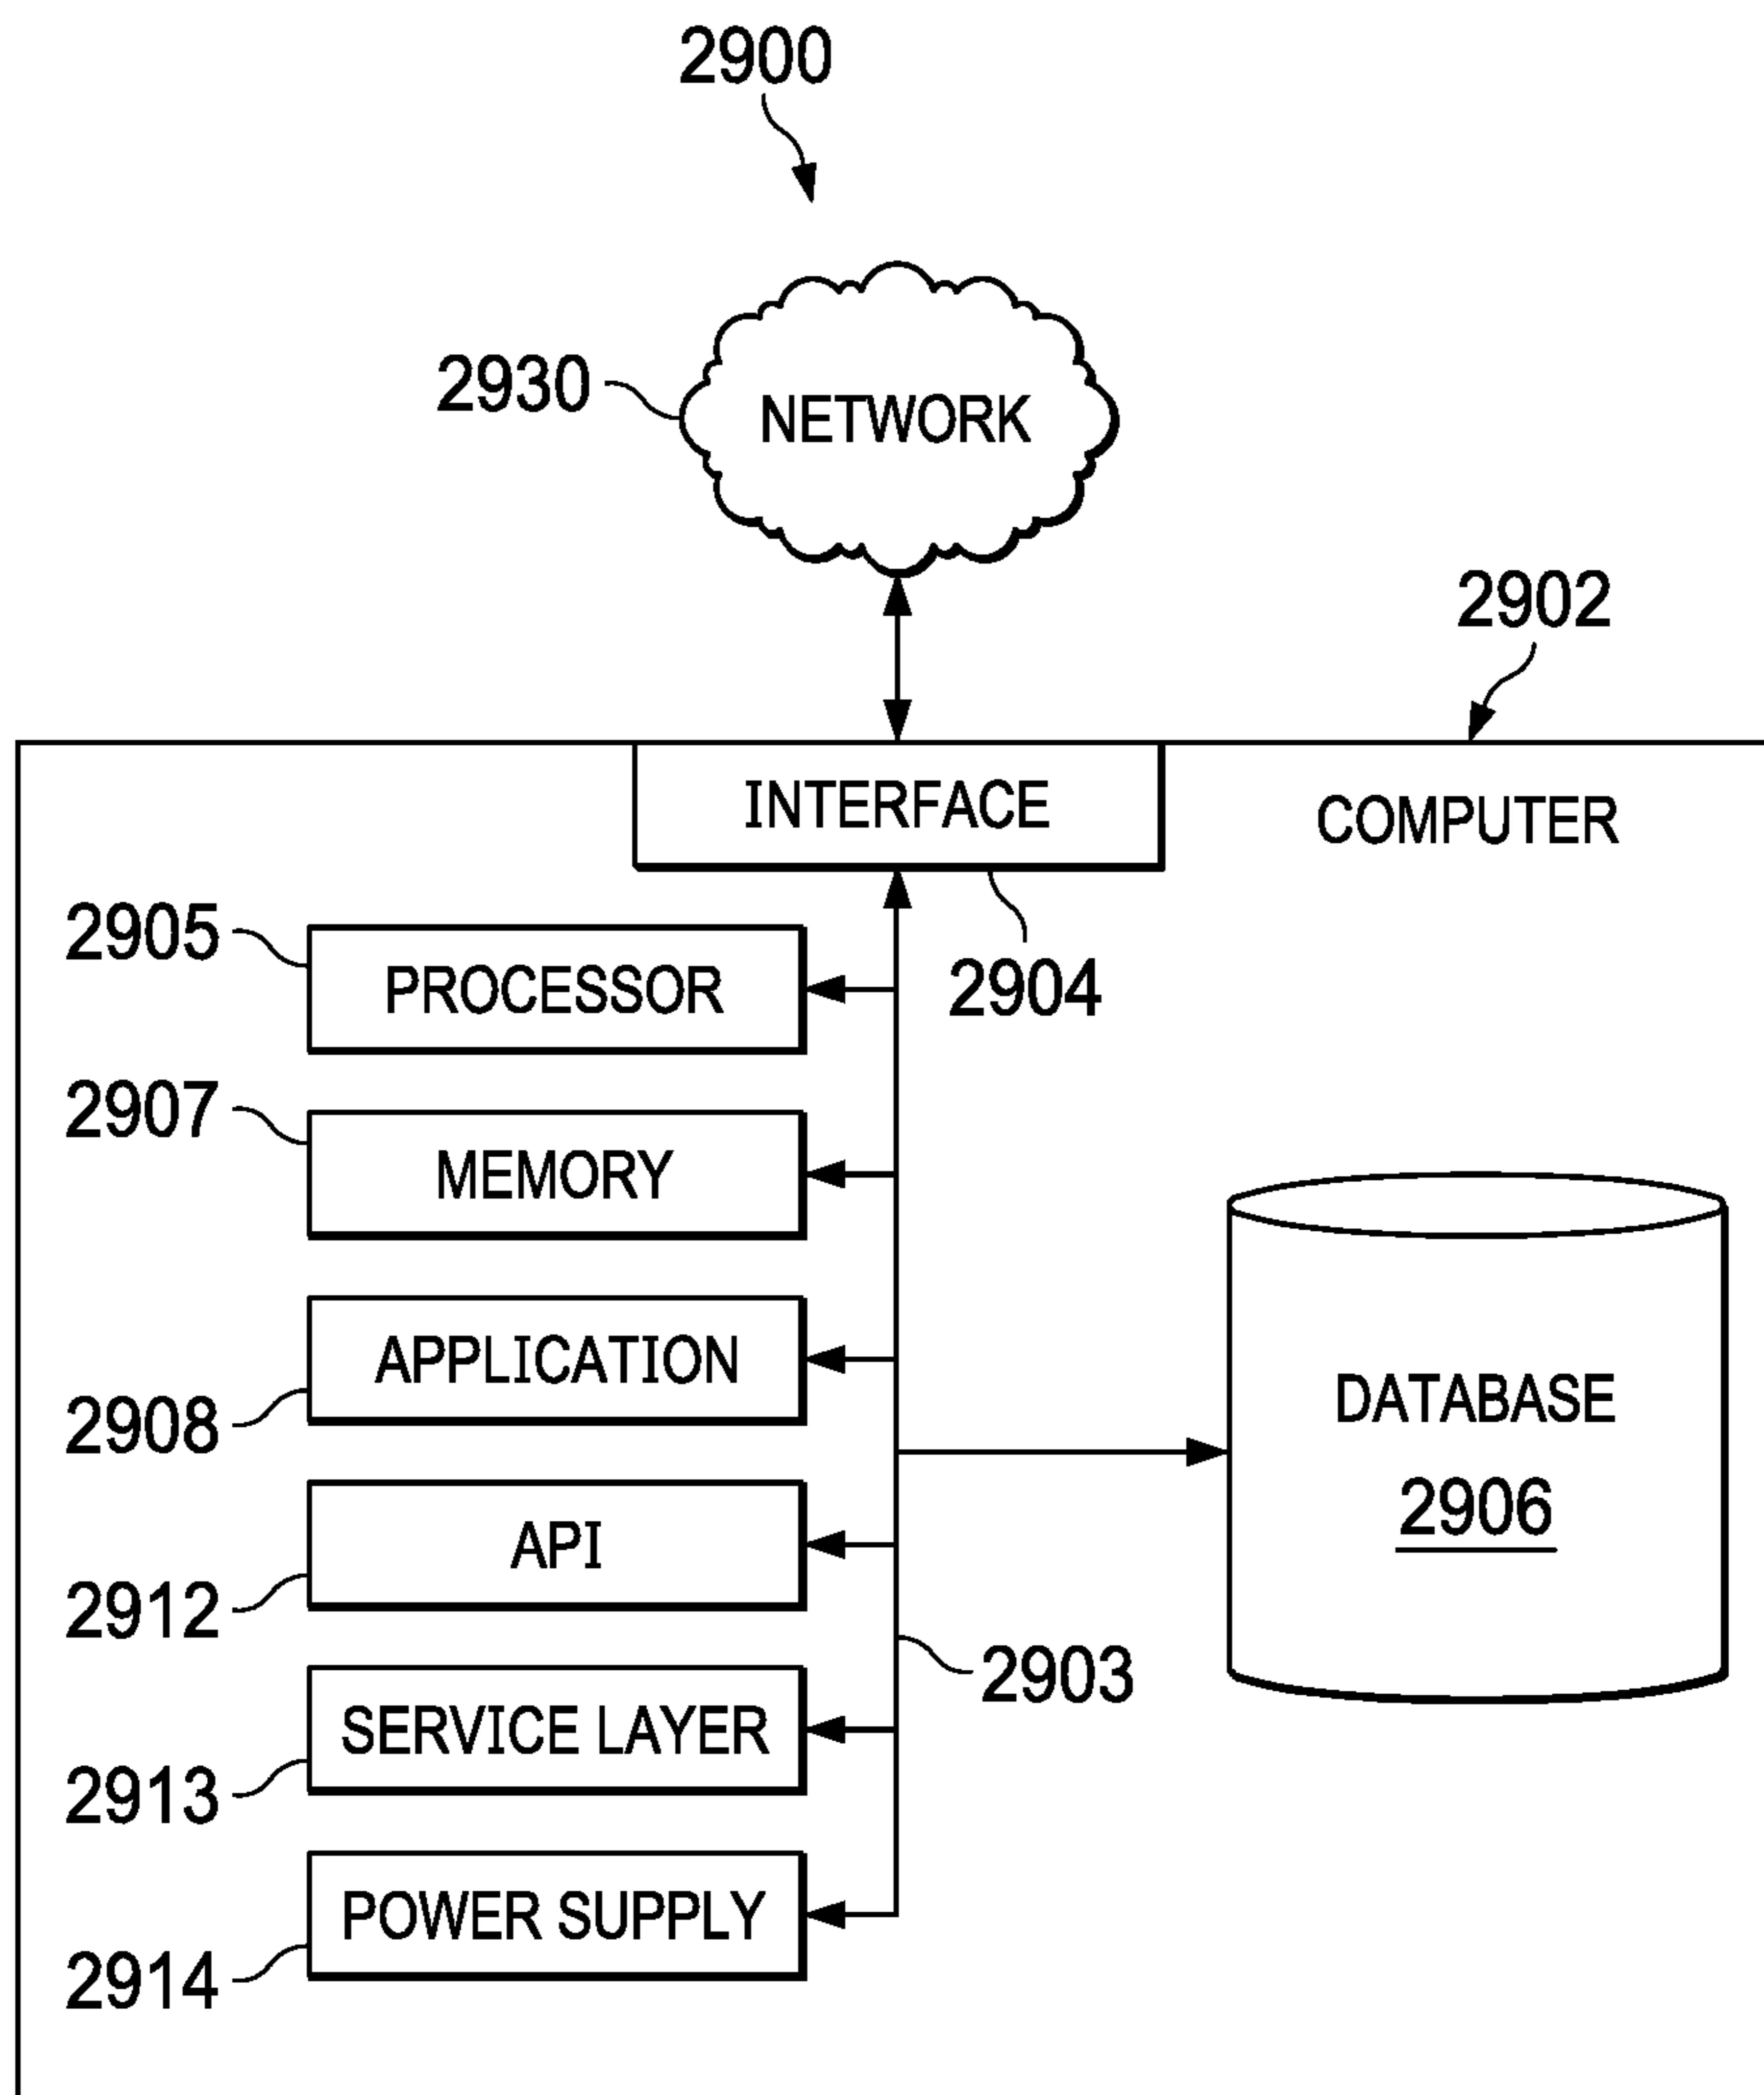 2900
2930
NETWORK
2902
INTERFACE
COMPUTER
2905
PROCESSOR
2904
2907
MEMORY
APPLICATION
2908
DATABASE
2906
API
2912
2903
SERVICE LAYER
2913
POWER SUPPLY
2914